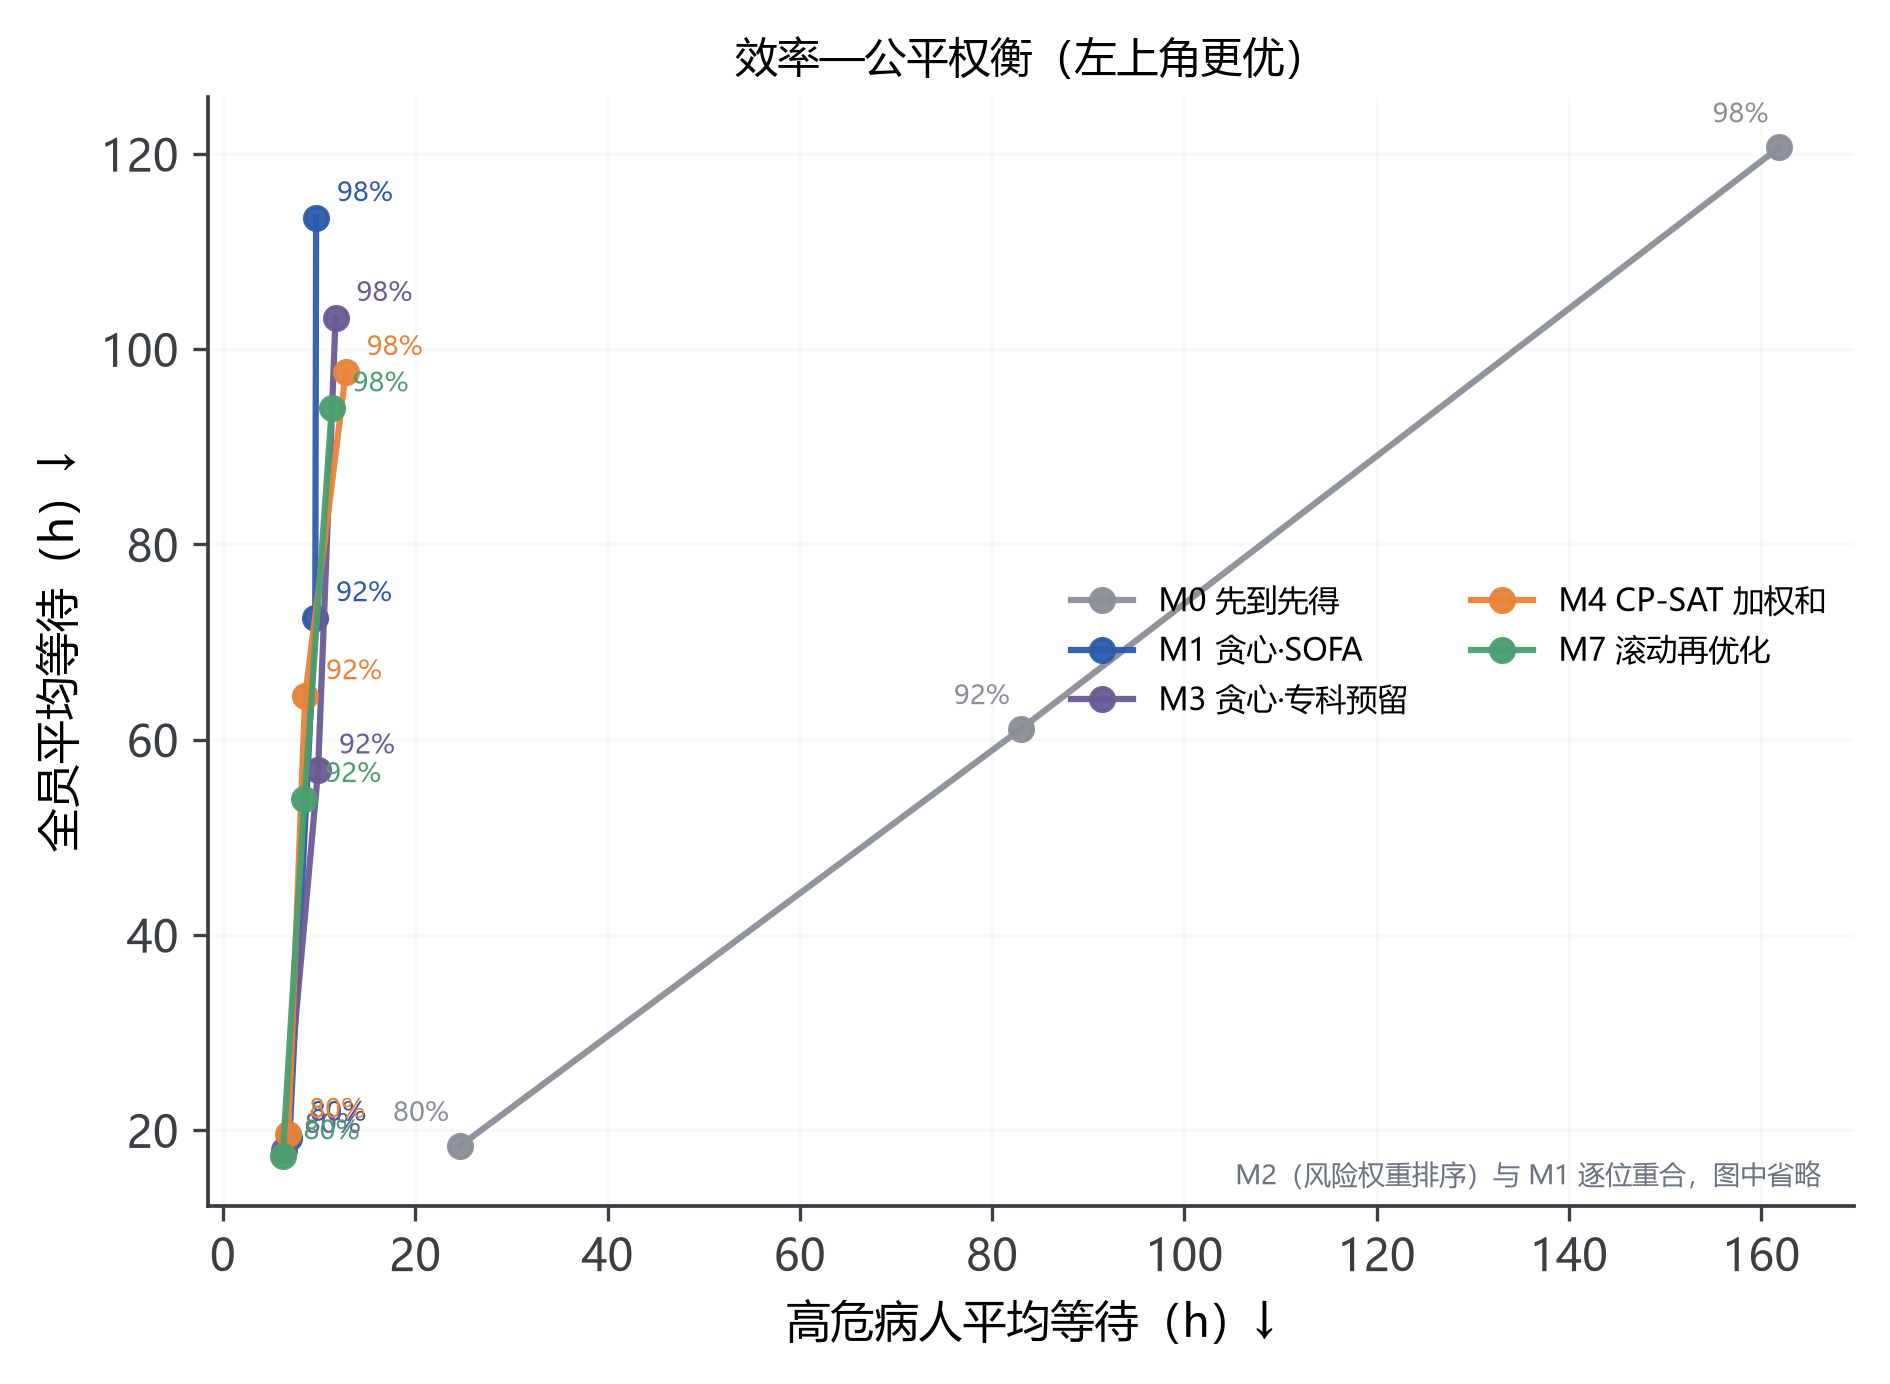 效率—公平权衡（左上角更优）
全员平均等待（h）↓
120
100
80
60
40
20
98%
98%
98%
98%
98%
92%
92%
92%
92%
92%
80%
80%
80%
80%
80%
M0 先到先得
M1 贪心·SOFA
M3 贪心·专科预留
M4 CP-SAT 加权和
M7 滚动再优化
M2（风险权重排序）与 M1 逐位重合，图中省略
0 20 40 60 80 100 120 140 160
高危病人平均等待（h）↓